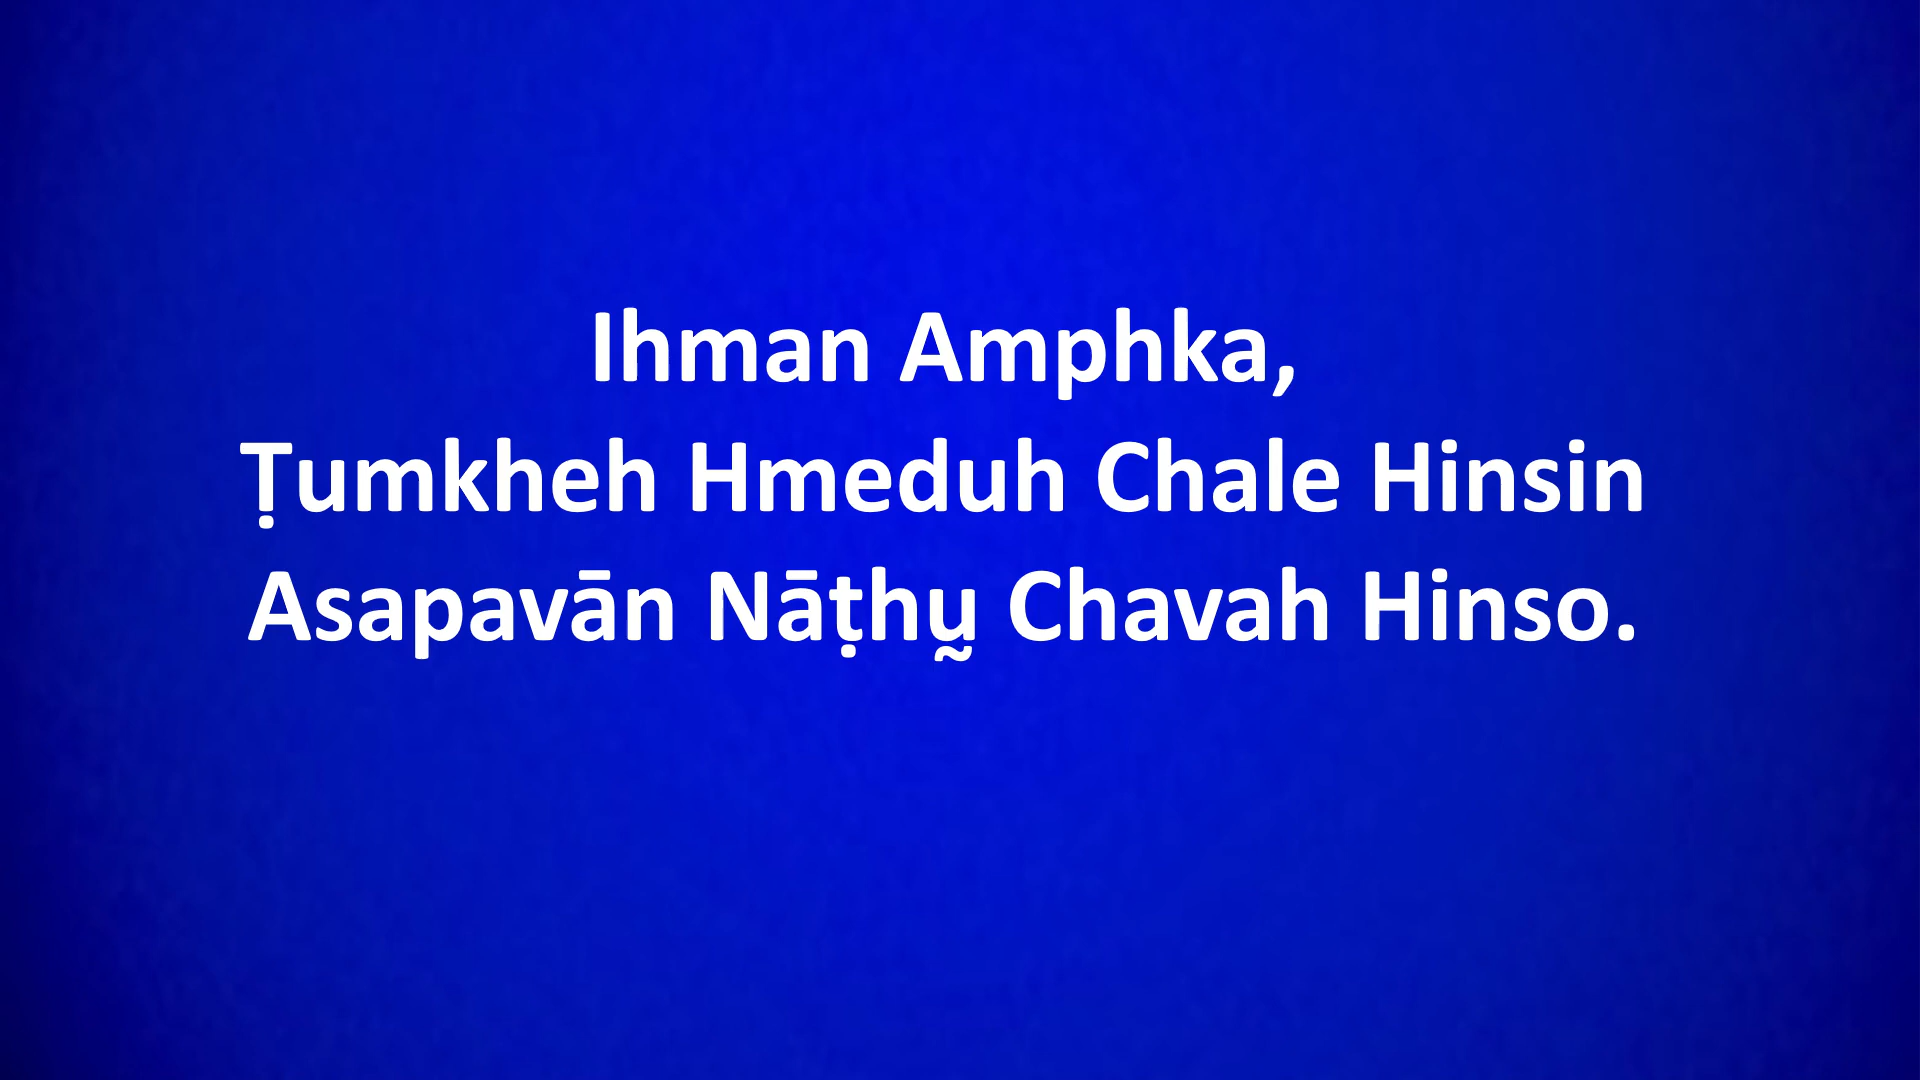 Ihman Amphka,
Ṭumkheh Hmeduh Chale Hinsin
Asapavān Nāṭhṵ Chavah Hinso.